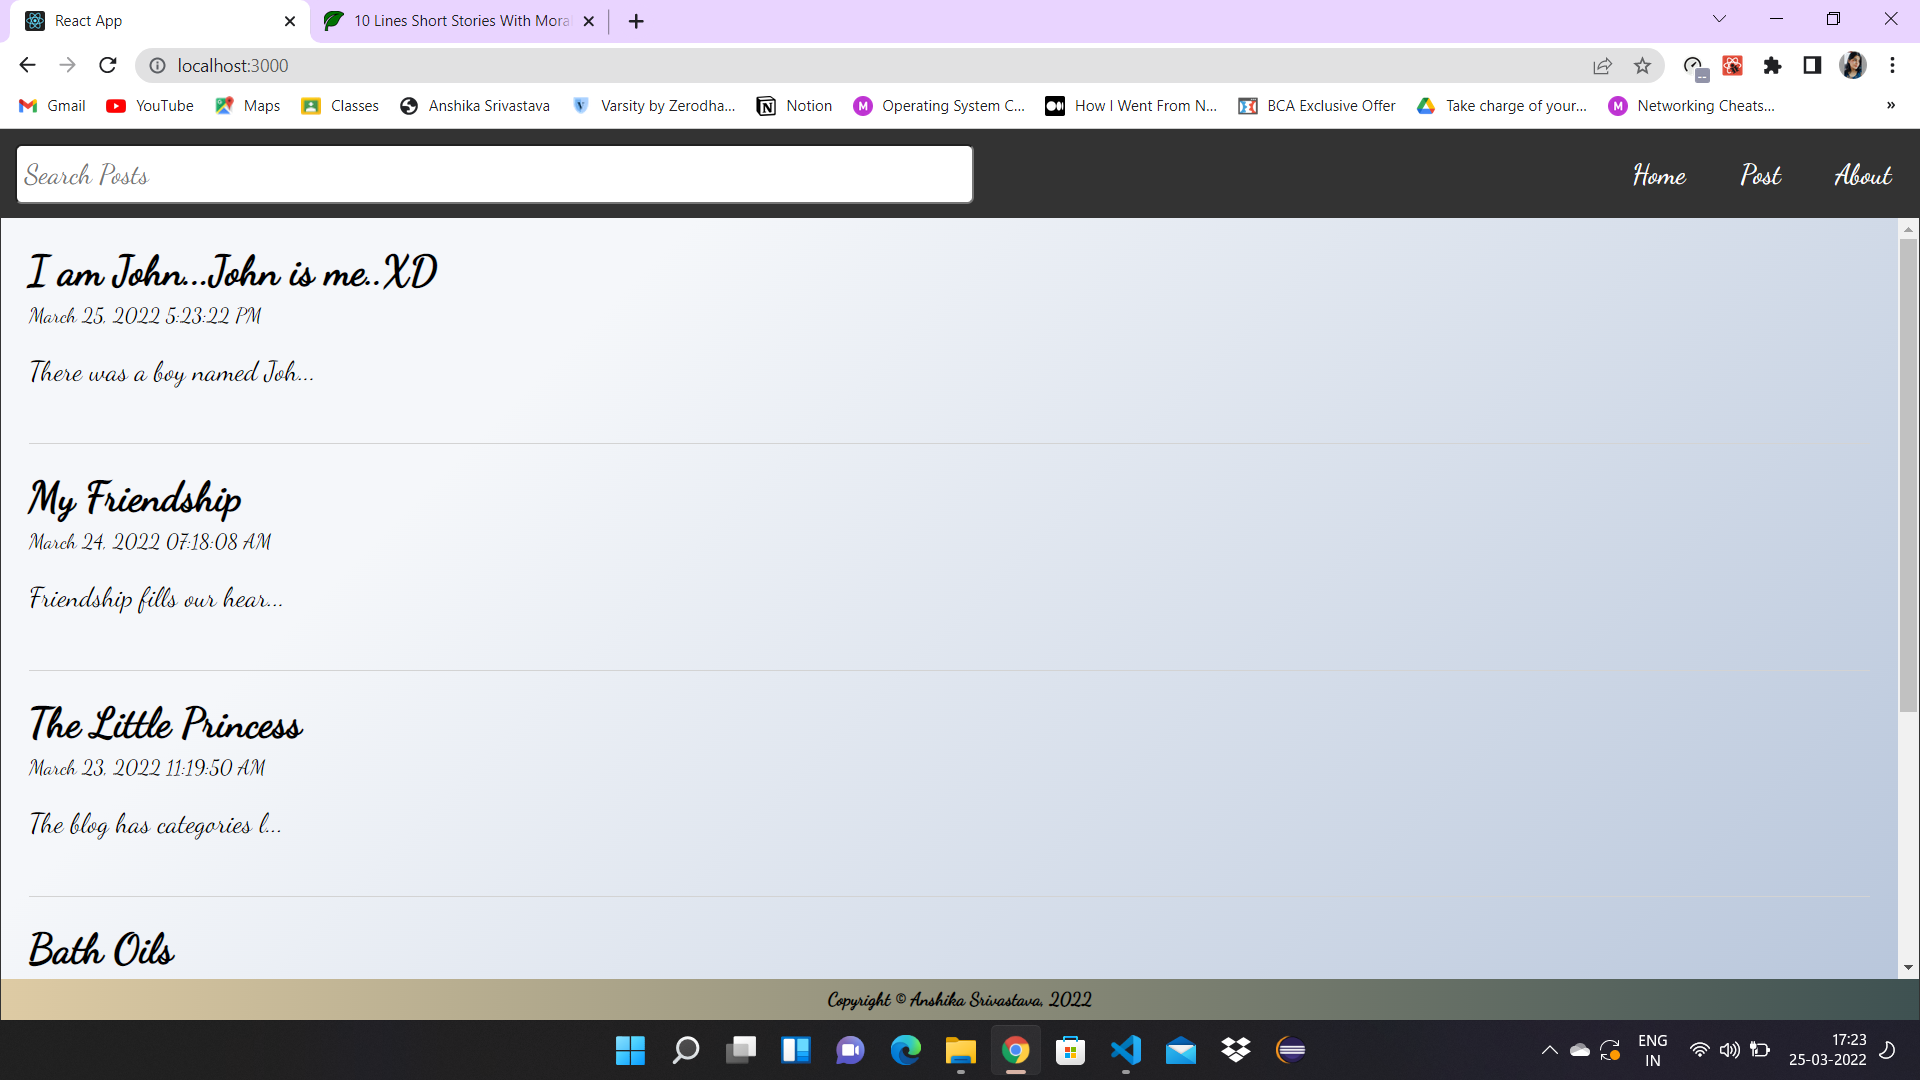 React App
10 Lines Short Stories With Mora
localhost:3000
Gmail
YouTube
Maps
Classes
Anshika Srivastava
Varsity by Zerodha...
Notion
Operating System C...
How I Went From N...
BCA Exclusive Offer
Take charge of your...
Networking Cheats...
»
Search Posts
Home
Post
About
I am John...John is me..XD
March 25, 2022 5:23:22 PM
There was a boy named Joh...
My Friendship
March 24, 2022 07:18:08 AM
Friendship fills our hear...
The Little Princess
March 23, 2022 11:19:50 AM
The blog has categories l...
Bath Oils
Copyright © Anshika Srivastava, 2022
ENG
IN
17:23
25-03-2022